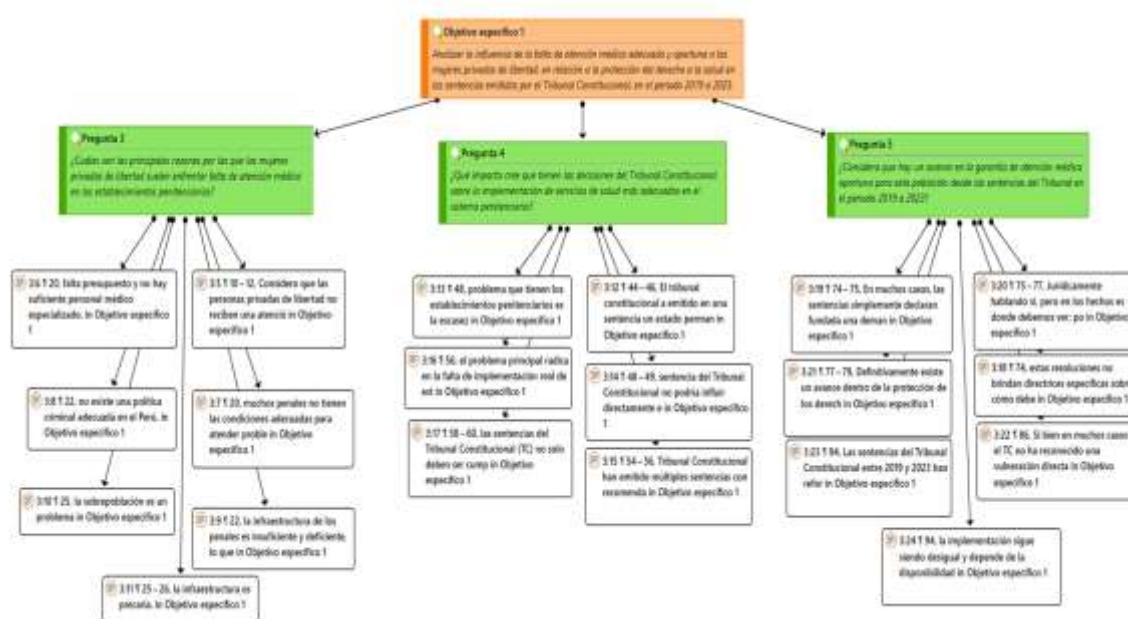 Objetivo específico 1
Analizar la influencia de la falta de atención médica adecuada y oportuna a las
mujeres privadas de libertad, en relación a la protección del derecho a la salud en
las sentencias emitidas por el Tribunal Constitucional, en el periodo 2019 a 2023.
Pregunta 3
¿Cuáles son las principales razones por las que las mujeres
privadas de libertad suelen enfrentar falta de atención médica
en los establecimientos penitenciarios?
3:6 ¶ 20, falta presupuesto y no hay
suficiente personal médico
especializado. in Objetivo específico
1
3:5 ¶ 10 – 12, Considero que las
personas privadas de libertad no
reciben una atenció in Objetivo
específico 1
3:8 ¶ 22, no existe una política
criminal adecuada en el Perú, in
Objetivo específico 1
3:7 ¶ 20, muchos penales no tienen
las condiciones adecuadas para
atender proble in Objetivo
específico 1
3:10 ¶ 25, la sobrepoblación es un
problema in Objetivo específico 1
3:9 ¶ 22, la infraestructura de los
penales es insuficiente y deficiente,
lo que in Objetivo específico 1
3:11 ¶ 25 – 26, la infraestructura es
precaria, in Objetivo específico 1
Pregunta 4
¿Qué impacto cree que tienen las decisiones del Tribunal Constitucional
sobre la implementación de servicios de salud más adecuados en el
sistema penitenciario?
3:13 ¶ 48, problema que tienen los
establecimientos penitenciarios es
la escasez in Objetivo específico 1
3:12 ¶ 44 – 46, El tribunal
constitucional a emitido en una
sentencia un estado perman in
Objetivo específico 1
3:16 ¶ 56, el problema principal radica
en la falta de implementación real de
est in Objetivo específico 1
3:14 ¶ 48 – 49, sentencia del Tribunal
Constitucional no podría influir
directamente e in Objetivo específico
1
3:17 ¶ 58 – 60, las sentencias del
Tribunal Constitucional (TC) no solo
deben ser cump in Objetivo
específico 1
3:15 ¶ 54 – 56, Tribunal Constitucional
han emitido múltiples sentencias con
recomenda in Objetivo específico 1
Pregunta 5
¿Considera que hay un avance en la garantía de atención médica
oportuna para esta población desde las sentencias del Tribunal en
el periodo 2019 a 2023?
3:19 ¶ 74 – 75, En muchos casos, las
sentencias simplemente declaran
fundada una deman in Objetivo
específico 1
3:20 ¶ 75 – 77, Jurídicamente
hablando sí, pero en los hechos es
donde debemos ver: po in Objetivo
específico 1
3:21 ¶ 77 – 79, Definitivamente existe
un avance dentro de la protección de
los derech in Objetivo específico 1
3:18 ¶ 74, estas resoluciones no
brindan directrices específicas sobre
cómo debe in Objetivo específico 1
3:23 ¶ 94, Las sentencias del Tribunal
Constitucional entre 2019 y 2023 han
refor in Objetivo específico 1
3:22 ¶ 86, Si bien en muchos casos
el TC no ha reconocido una
vulneración directa in Objetivo
específico 1
3:24 ¶ 94, la implementación sigue
siendo desigual y depende de la
disponibilidad in Objetivo específico 1